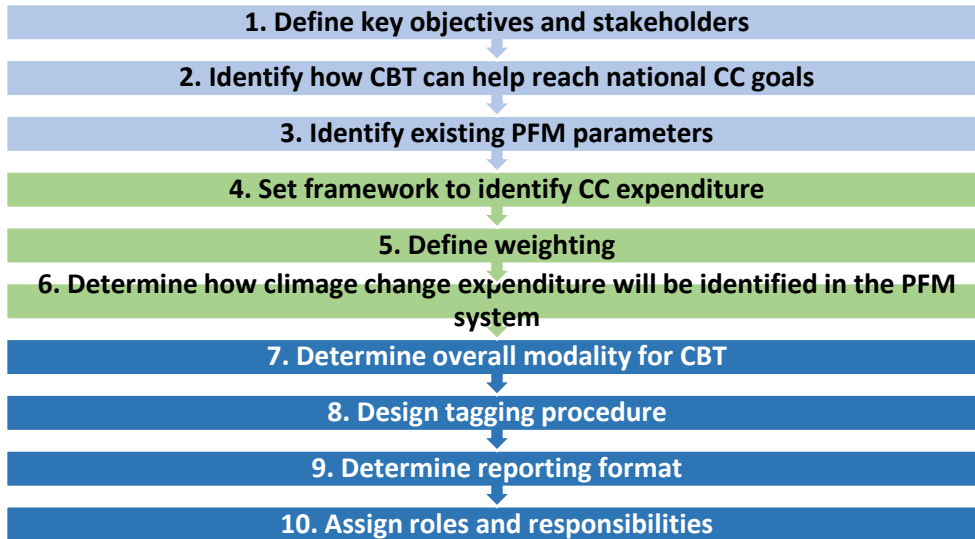 1. Define key objectives and stakeholders
2. Identify how CBT can help reach national CC goals
3. Identify existing PFM parameters
4. Set framework to identify CC expenditure
5. Define weighting
6. Determine how climage change expenditure will be identified in the PFM
system
7. Determine overall modality for CBT
8. Design tagging procedure
9. Determine reporting format
10. Assign roles and responsibilities